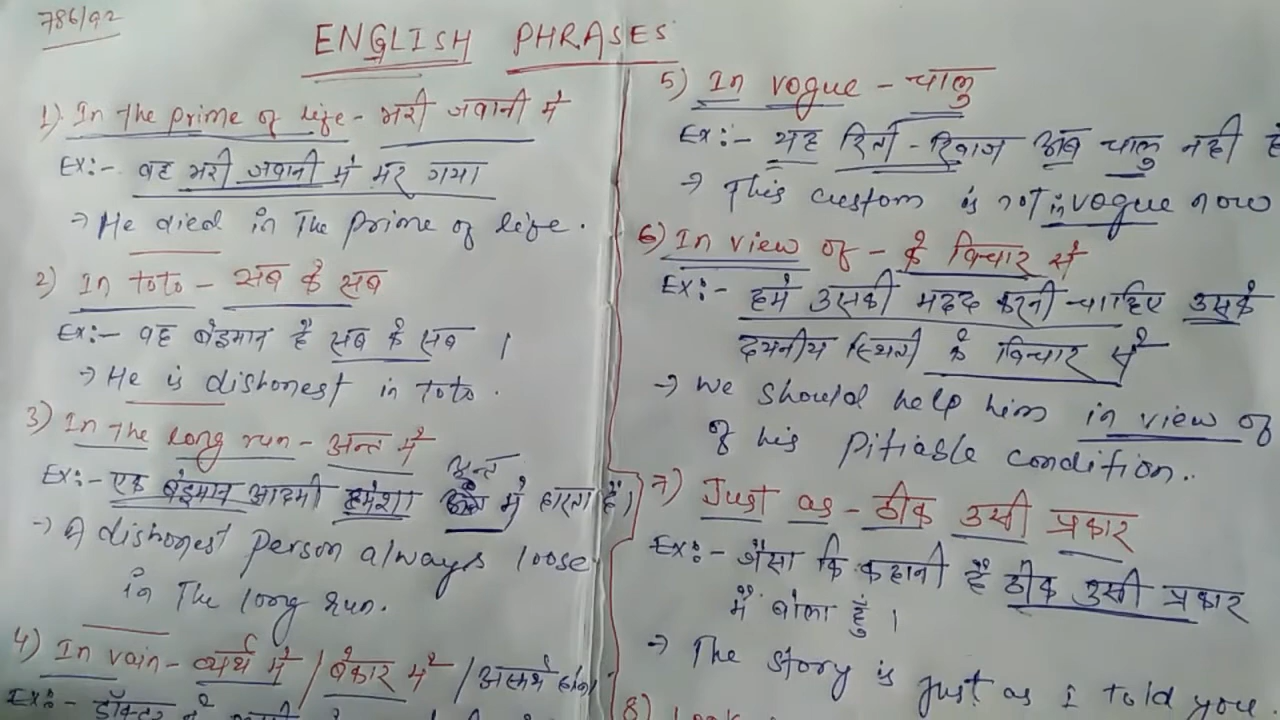 786/92
ENGLISH PHRASES
1) In the prime of life - भरी जवानी में
Ex:- वह भरी जवानी में मर गया
→ He died in The prime of life.
2) In toto - सब के सब
Ex:- वह बेइमान है सब के सब ।
→ He is dishonest in toto.
3) In the long run - अन्त में
अन्त
Ex:- एक बेइमान आदमी हमेशा में हारता है।
→ A dishonest person always loose
in The long run.
4) In vain - व्यर्थ में / बेकार में /
Ex:- डॉक्टर ने
5) In vogue - चालु
Ex:- यह रिती-रिवाज अब चालु नही है
→ This custom is not in vogue now
6) In view of - के विचार से
Ex:- हमे उसकी मदद करनी चाहिए उसके
दयनीय स्थिती के विचार से
→ We should help him in view of
of his pitiable condition..
7) Just as - ठीक उसी प्रकार
Ex:- जैसा कि कहानी है ठीक उसी प्रकार
मैं बोला हुं ।
→ The story is just as I told you.
8)